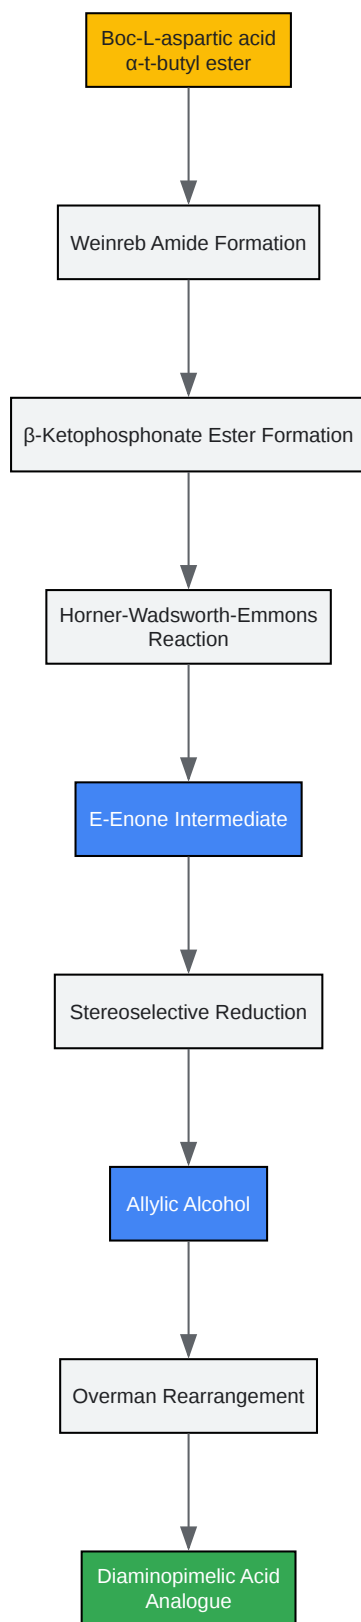 Boc-L-aspartic acid
α-t-butyl ester
Weinreb Amide Formation
β-Ketophosphonate Ester Formation
Horner-Wadsworth-Emmons
Reaction
E-Enone Intermediate
Stereoselective Reduction
Allylic Alcohol
Overman Rearrangement
Diaminopimelic Acid
Analogue